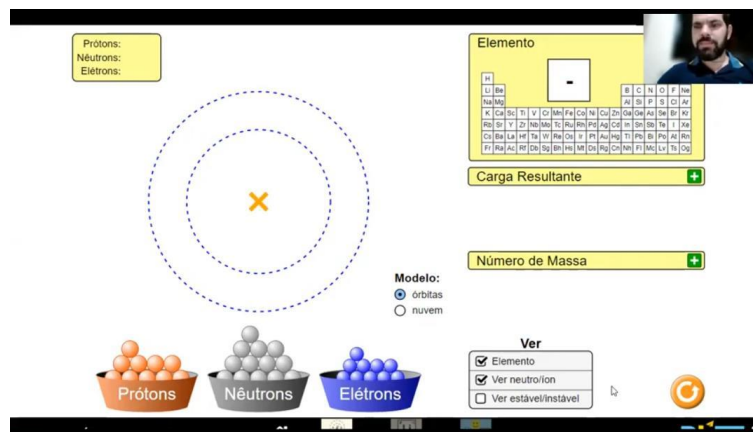 Prótons:
Nêutrons:
Elétrons:
Elemento
-
H
Li Be B C N O F Ne
Na Mg Al Si P S Cl Ar
K Ca Sc Ti V Cr Mn Fe Co Ni Cu Zn Ga Ge As Se Br Kr
Rb Sr Y Zr Nb Mo Tc Ru Rh Pd Ag Cd In Sn Sb Te I Xe
Cs Ba La Hf Ta W Re Os Ir Pt Au Hg Tl Pb Bi Po At Rn
Fr Ra Ac Rf Db Sg Bh Hs Mt Ds Rg Cn Nh Fl Mc Lv Ts Og
Carga Resultante
Número de Massa
Modelo:
órbitas
nuvem
Prótons
Nêutrons
Elétrons
Ver
Elemento
Ver neutro/íon
Ver estável/instável